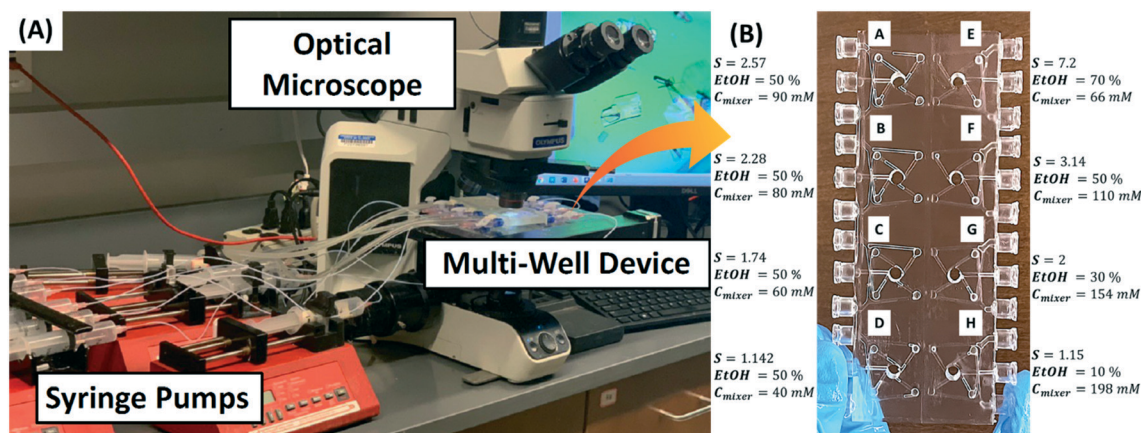 (A)
Optical
Microscope
OLYMPUS
DELL
Multi-Well Device
Syringe Pumps
(B)
S = 2.57
EtOH = 50 %
C_mixer = 90 mM
S = 2.28
EtOH = 50 %
C_mixer = 80 mM
S = 1.74
EtOH = 50 %
C_mixer = 60 mM
S = 1.142
EtOH = 50 %
C_mixer = 40 mM
A
B
C
D
E
F
G
H
S = 7.2
EtOH = 70 %
C_mixer = 66 mM
S = 3.14
EtOH = 50 %
C_mixer = 110 mM
S = 2
EtOH = 30 %
C_mixer = 154 mM
S = 1.15
EtOH = 10 %
C_mixer = 198 mM